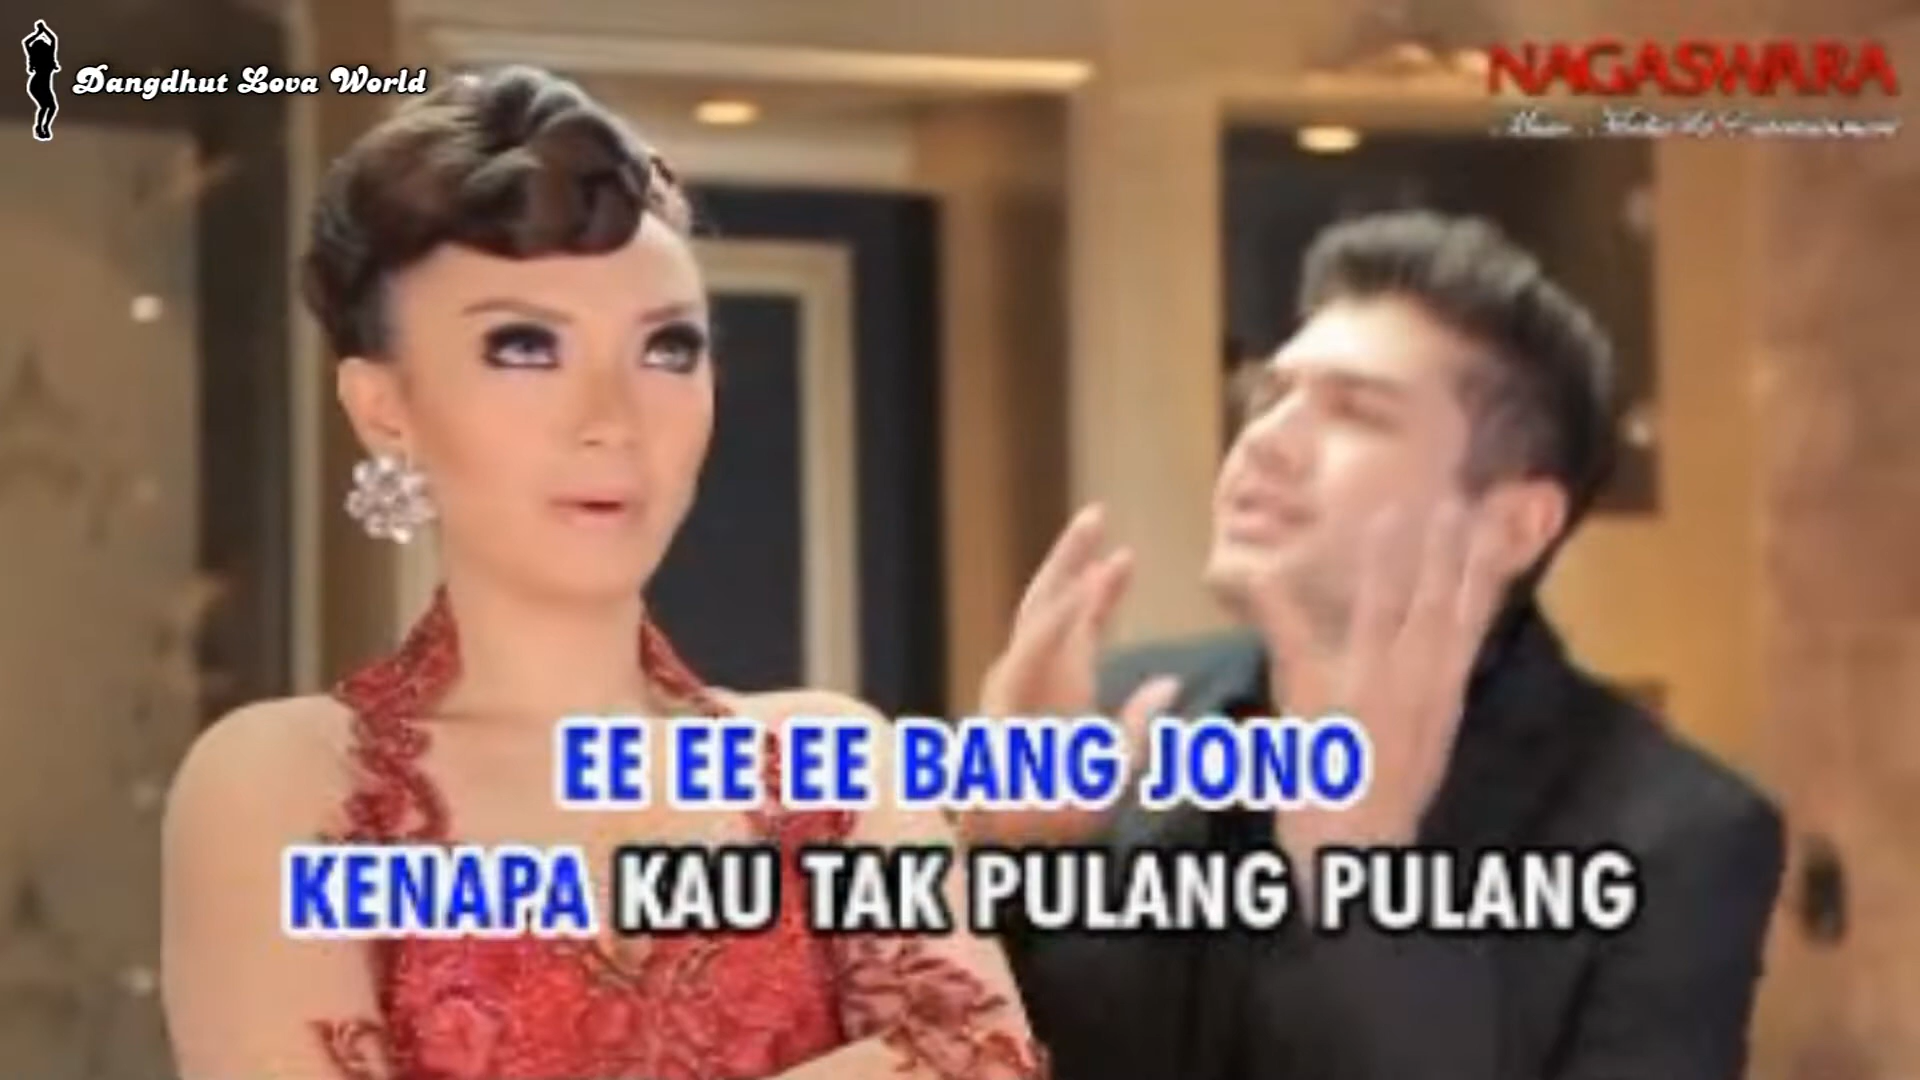 Dangdhut Lova World
NAGASWARA
EE EE EE BANG JONO
KENAPA KAU TAK PULANG PULANG